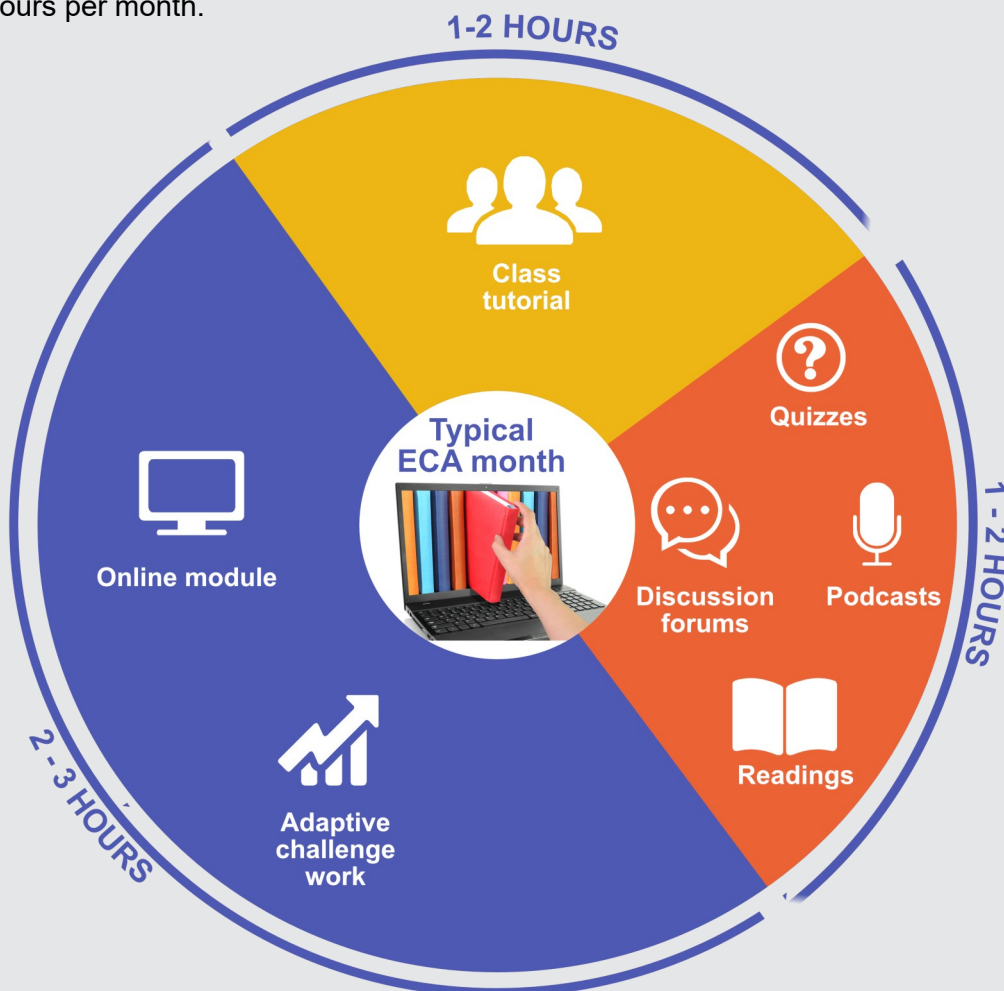 ours per month.
1-2 HOURS
Class
tutorial
Quizzes
Typical
ECA month
Discussion
forums
Podcasts
1 - 2 HOURS
Online module
Readings
2 - 3 HOURS
Adaptive
challenge
work